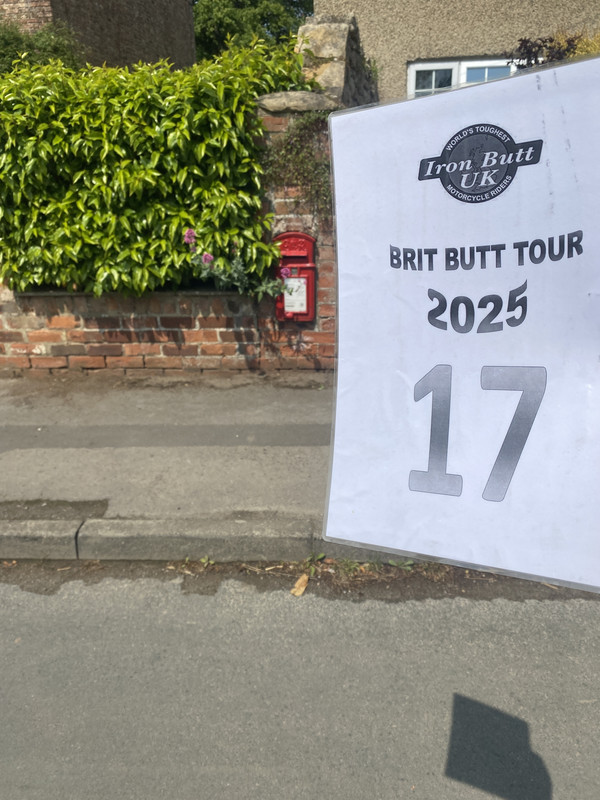 WORLD'S TOUGHEST
Iron Butt
UK
MOTORCYCLE RIDERS
BRIT BUTT TOUR
2025
17